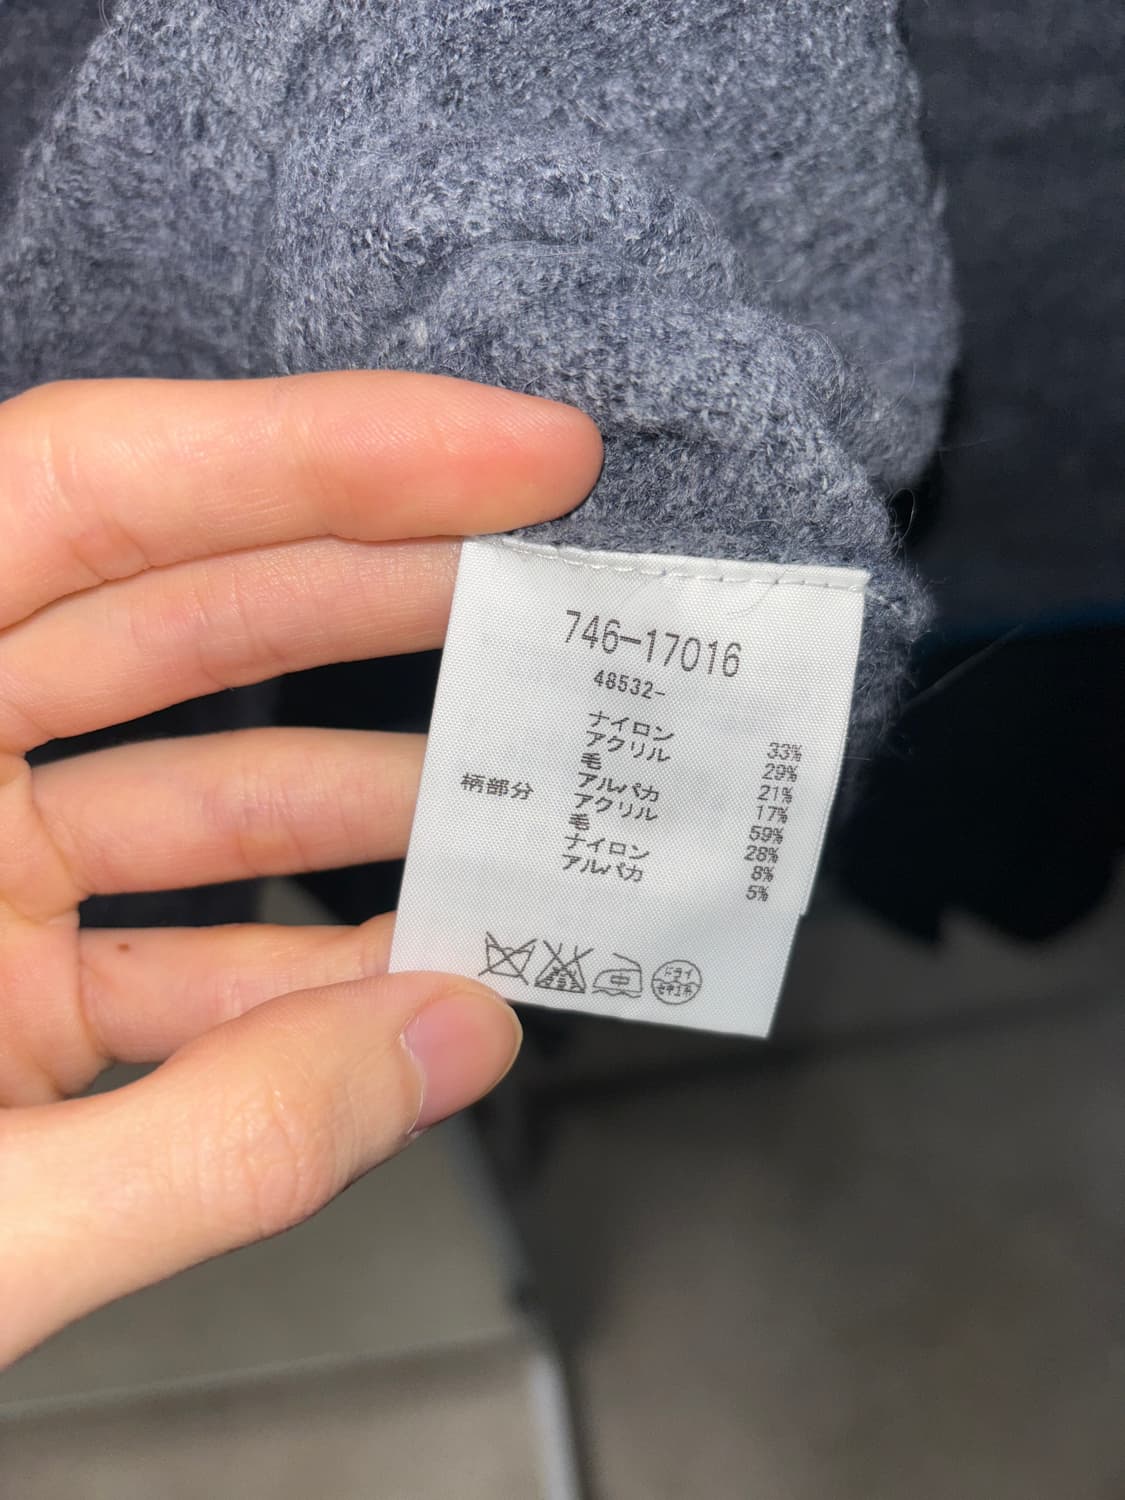 746-17016
48532-
ナイロン 33%
アクリル 29%
毛 21%
アルパカ 17%
柄部分 アクリル 59%
毛 28%
ナイロン 8%
アルパカ 5%
中 ドライ